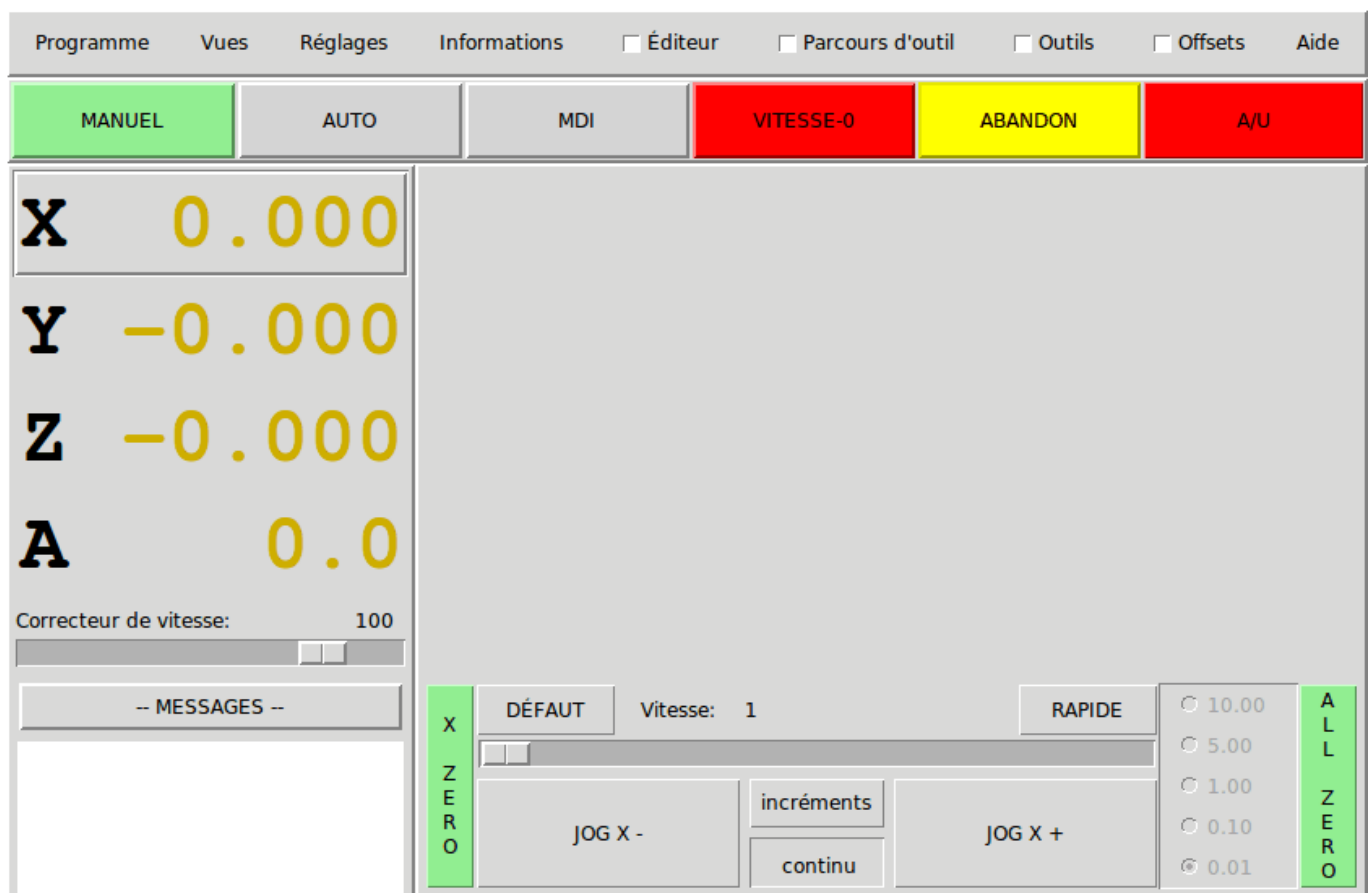 Programme Vues Réglages Informations Éditeur Parcours d'outil Outils Offsets Aide
MANUEL AUTO MDI VITESSE-0 ABANDON A/U
X 0.000
Y -0.000
Z -0.000
A 0.0
Correcteur de vitesse: 100
-- MESSAGES --
X ZERO
DÉFAUT Vitesse: 1 RAPIDE
JOG X -
incréments
continu
JOG X +
10.00
5.00
1.00
0.10
0.01
ALL ZERO